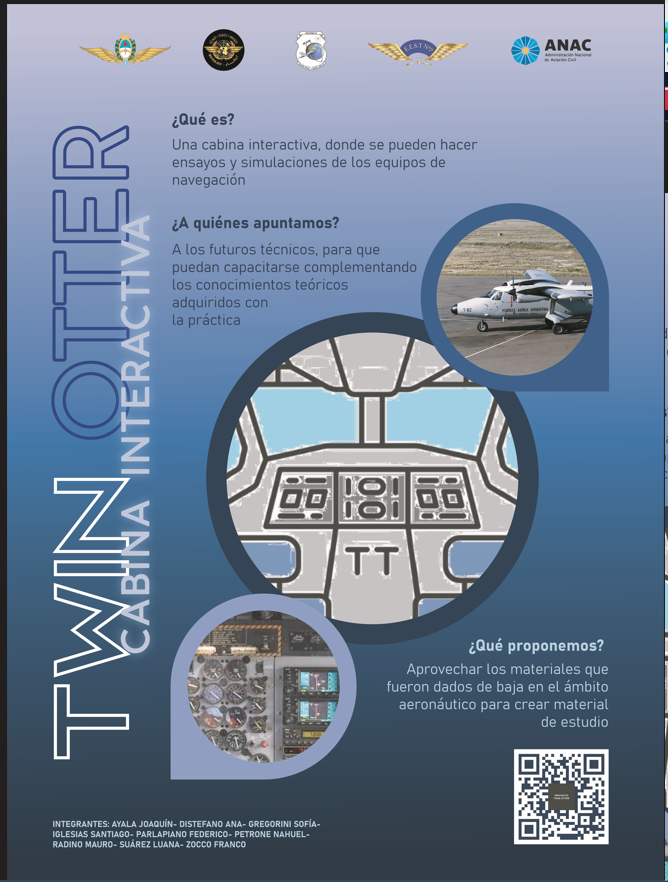 E.E.S.T. Nº7
ANAC
Administración Nacional
de Aviación Civil
¿Qué es?
Una cabina interactiva, donde se pueden hacer
ensayos y simulaciones de los equipos de
navegación
¿A quiénes apuntamos?
A los futuros técnicos, para que
puedan capacitarse complementando
los conocimientos teóricos
adquiridos con
la práctica
TWIN OTTER
CABINA INTERACTIVA
FUERZA AEREA ARGENTINA
¿Qué proponemos?
Aprovechar los materiales que
fueron dados de baja en el ámbito
aeronáutico para crear material
de estudio
INTEGRANTES: AYALA JOAQUÍN- DISTEFANO ANA- GREGORINI SOFÍA-
IGLESIAS SANTIAGO- PARLAPIANO FEDERICO- PETRONE NAHUEL-
RADINO MAURO- SUÁREZ LUANA- ZOCCO FRANCO